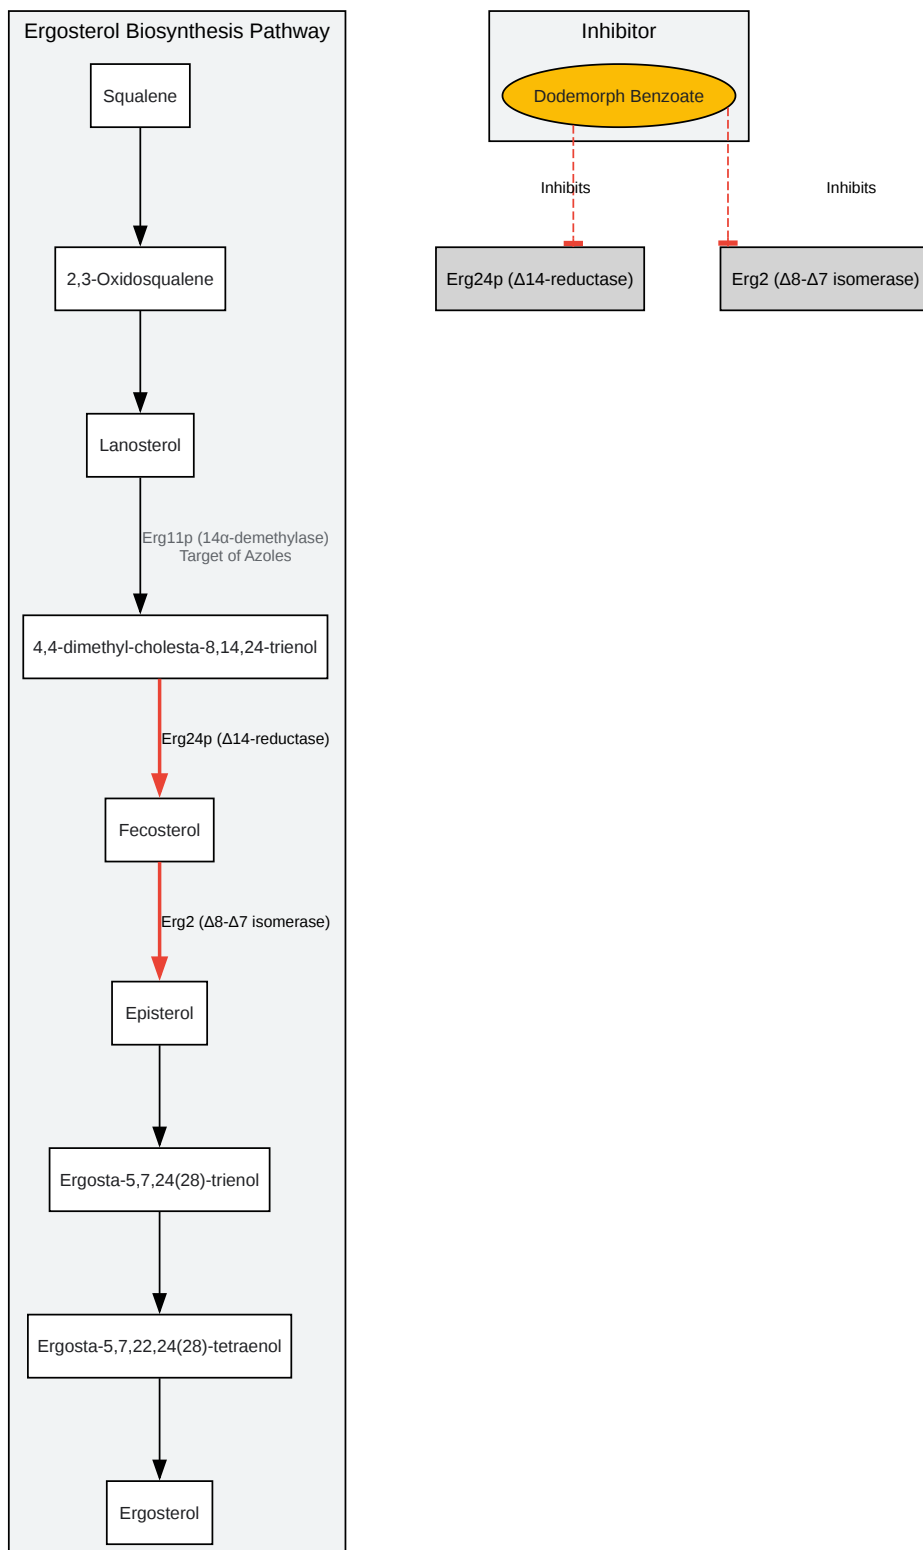 Ergosterol Biosynthesis Pathway
Squalene
2,3-Oxidosqualene
Lanosterol
Erg11p (14α-demethylase)
Target of Azoles
4,4-dimethyl-cholesta-8,14,24-trienol
Erg24p (Δ14-reductase)
Fecosterol
Erg2 (Δ8-Δ7 isomerase)
Episterol
Ergosta-5,7,24(28)-trienol
Ergosta-5,7,22,24(28)-tetraenol
Ergosterol
Inhibitor
Dodemorph Benzoate
Inhibits
Inhibits
Erg24p (Δ14-reductase)
Erg2 (Δ8-Δ7 isomerase)